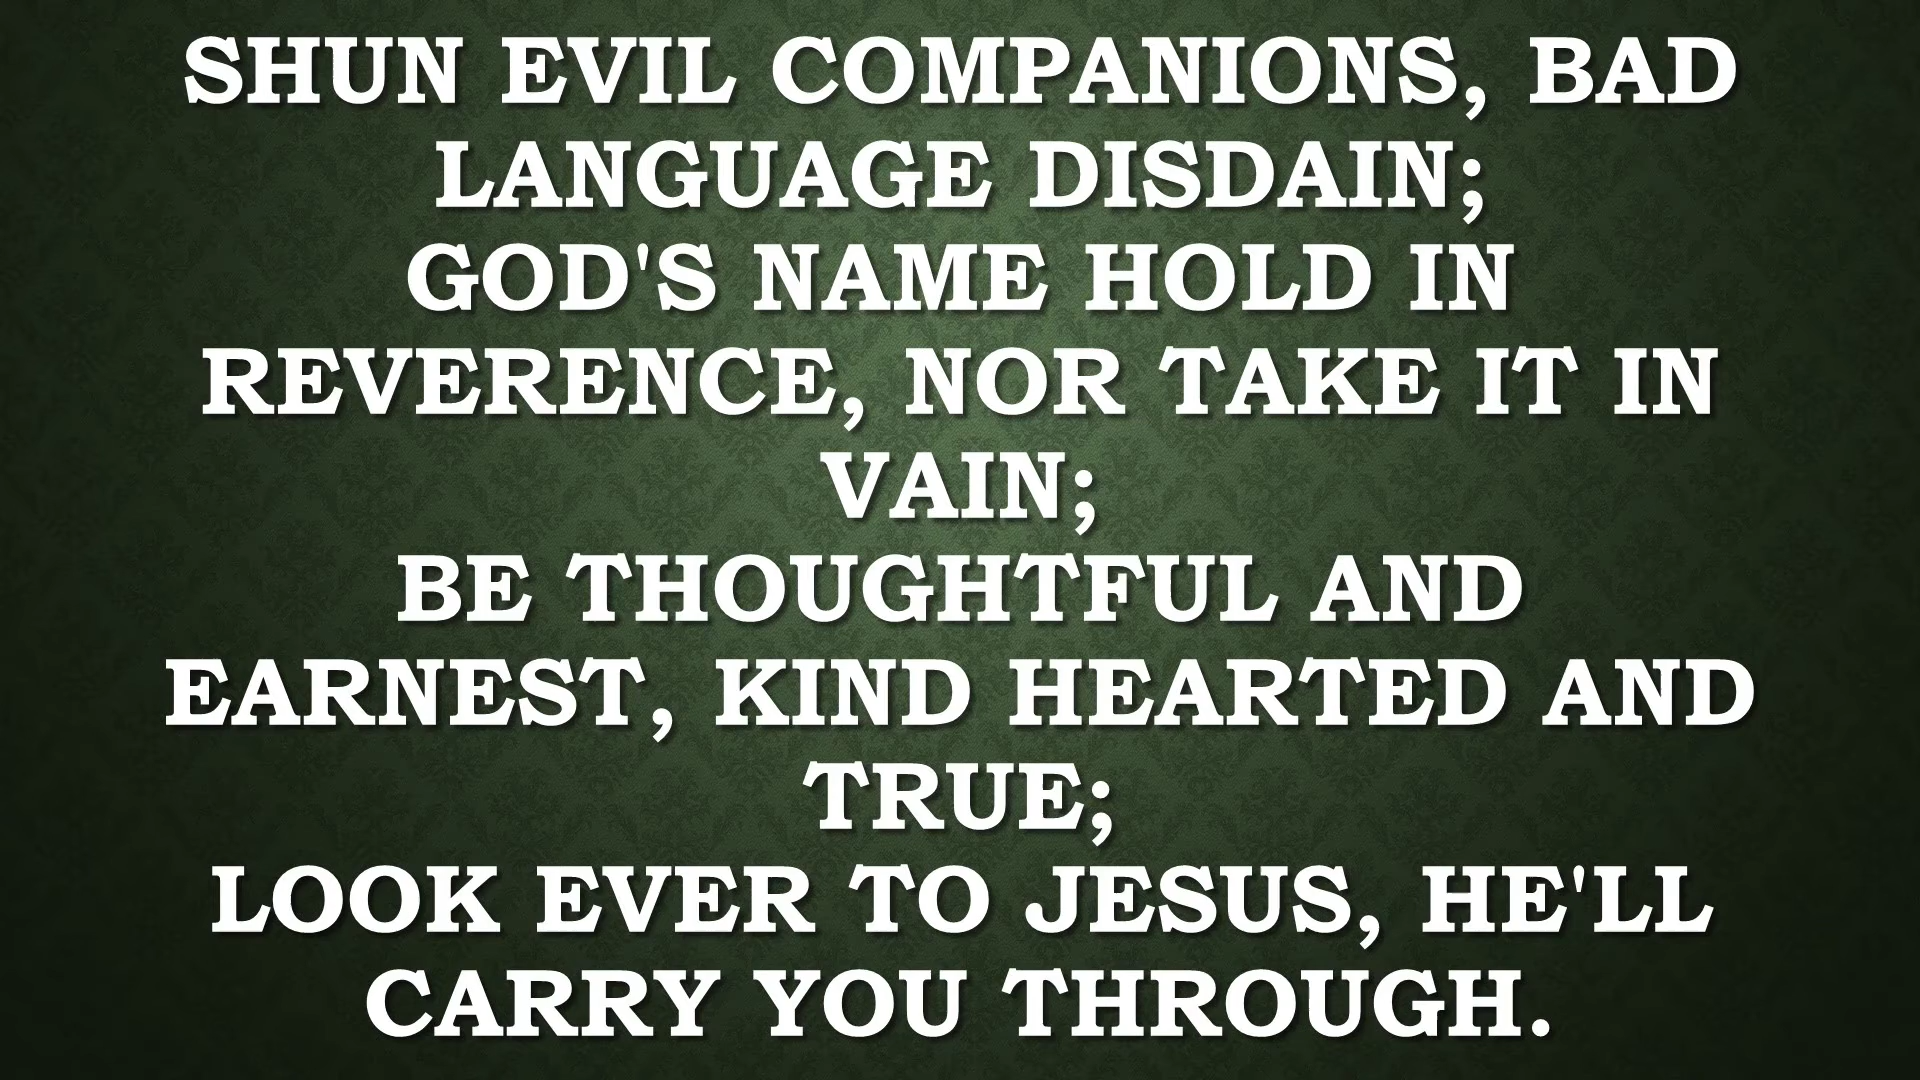 SHUN EVIL COMPANIONS, BAD
LANGUAGE DISDAIN;
GOD'S NAME HOLD IN
REVERENCE, NOR TAKE IT IN
VAIN;
BE THOUGHTFUL AND
EARNEST, KIND HEARTED AND
TRUE;
LOOK EVER TO JESUS, HE'LL
CARRY YOU THROUGH.